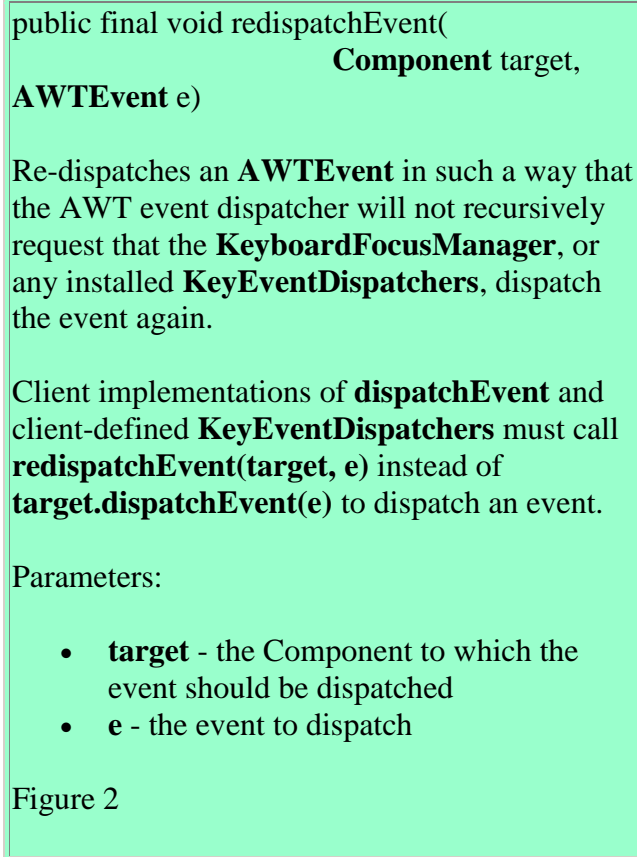 public final void redispatchEvent(
Component target,
AWTEvent e)
Re-dispatches an AWTEvent in such a way that
the AWT event dispatcher will not recursively
request that the KeyboardFocusManager, or
any installed KeyEventDispatchers, dispatch
the event again.
Client implementations of dispatchEvent and
client-defined KeyEventDispatchers must call
redispatchEvent(target, e) instead of
target.dispatchEvent(e) to dispatch an event.
Parameters:
• target - the Component to which the
event should be dispatched
• e - the event to dispatch
Figure 2